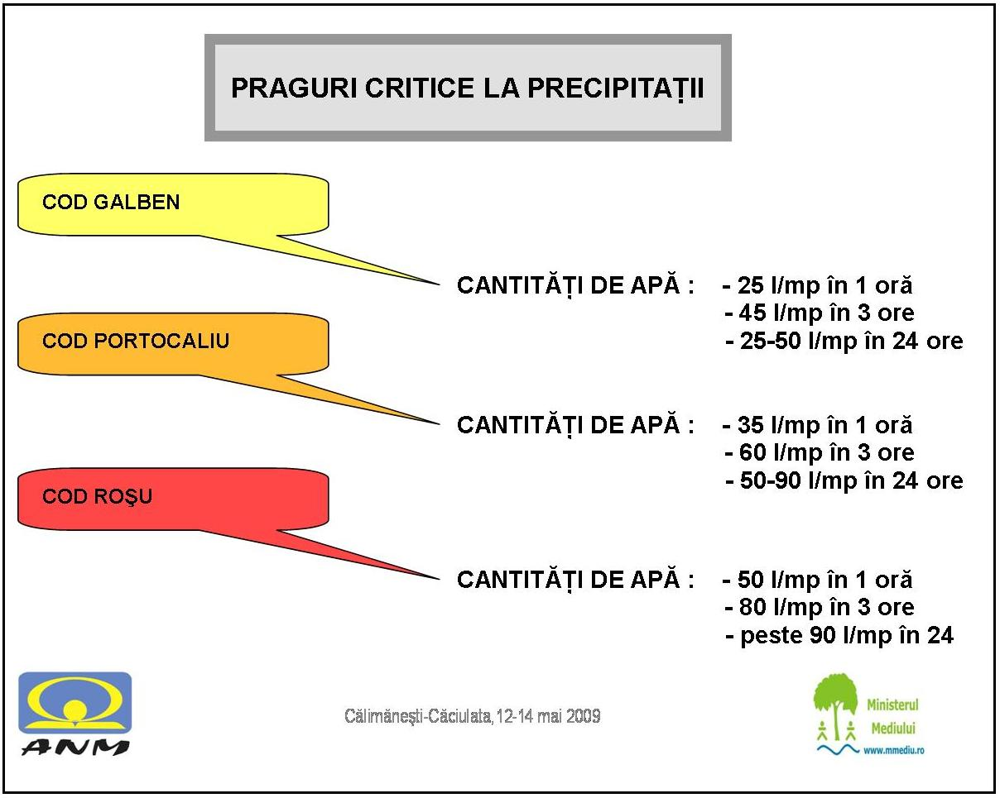 PRAGURI CRITICE LA PRECIPITAȚII
COD GALBEN
CANTITĂȚI DE APĂ : - 25 l/mp în 1 oră
- 45 l/mp în 3 ore
- 25-50 l/mp în 24 ore
COD PORTOCALIU
CANTITĂȚI DE APĂ : - 35 l/mp în 1 oră
- 60 l/mp în 3 ore
- 50-90 l/mp în 24 ore
COD ROŞU
CANTITĂȚI DE APĂ : - 50 l/mp în 1 oră
- 80 l/mp în 3 ore
- peste 90 l/mp în 24
ANM
Călimăneşti-Căciulata, 12-14 mai 2009
Ministerul
Mediului
www.mmediu.ro